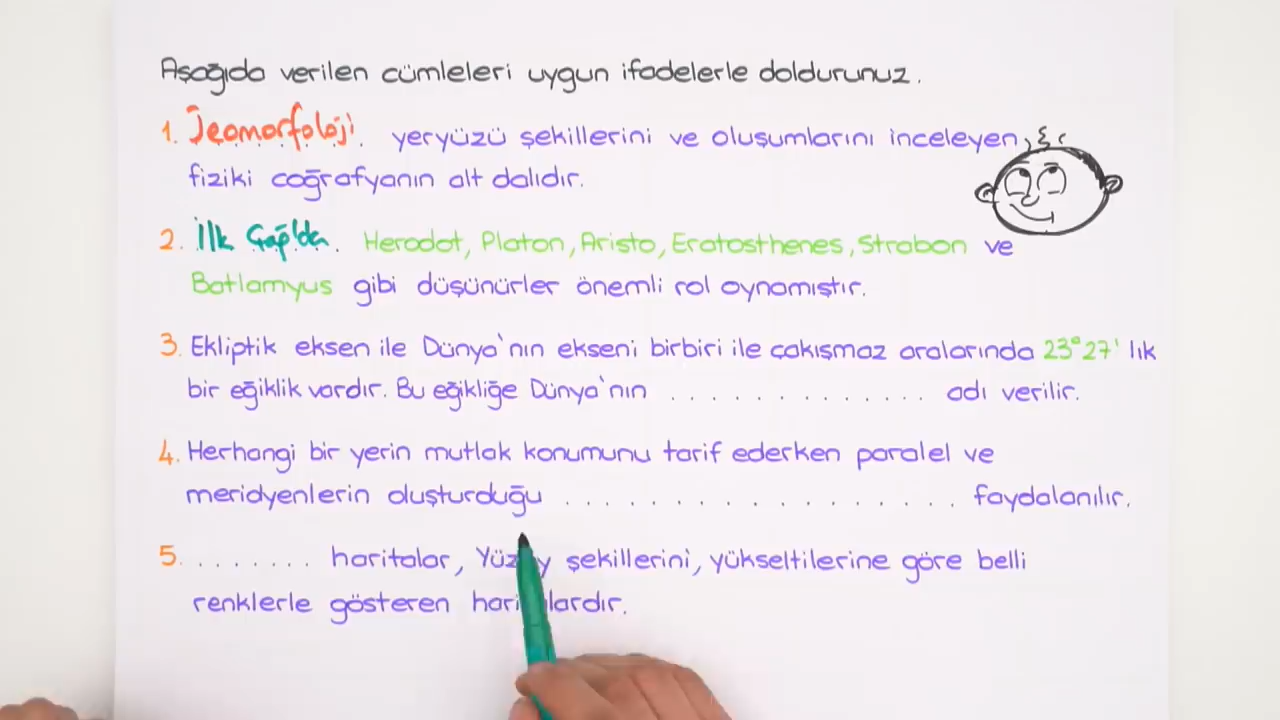 Aşağıda verilen cümleleri uygun ifadelerle doldurunuz.
1. Jeomorfoloji yeryüzü şekillerini ve oluşumlarını inceleyen,
fiziki coğrafyanın alt dalıdır.
2. İlk Çağ'da Herodot, Platon, Aristo, Eratosthenes, Strabon ve
Batlamyus gibi düşünürler önemli rol oynamıştır.
3. Ekliptik eksen ile Dünya'nın ekseni birbiri ile çakışmaz aralarında 23°27' lık
bir eğiklik vardır. Bu eğikliğe Dünya'nın . . . . . . . . . . . . . adı verilir.
4. Herhangi bir yerin mutlak konumunu tarif ederken paralel ve
meridyenlerin oluşturduğu . . . . . . . . . . . . . . . faydalanılır.
5. . . . . . . . haritalar, Yüzey şekillerini, yükseltilerine göre belli
renklerle gösteren haritalardır.